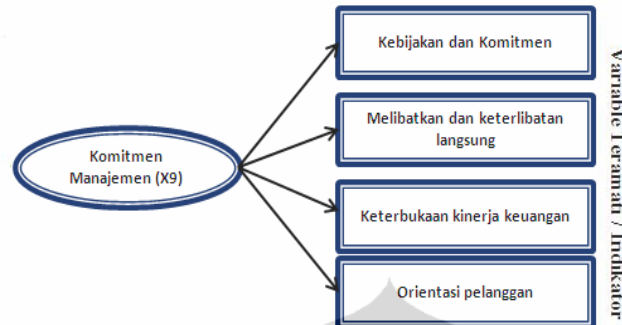 Kebijakan dan Komitmen
Melibatkan dan keterlibatan
langsung
Komitmen
Manajemen (X9)
Keterbukaan kinerja keuangan
Orientasi pelanggan
Variable Teramati / Indikator